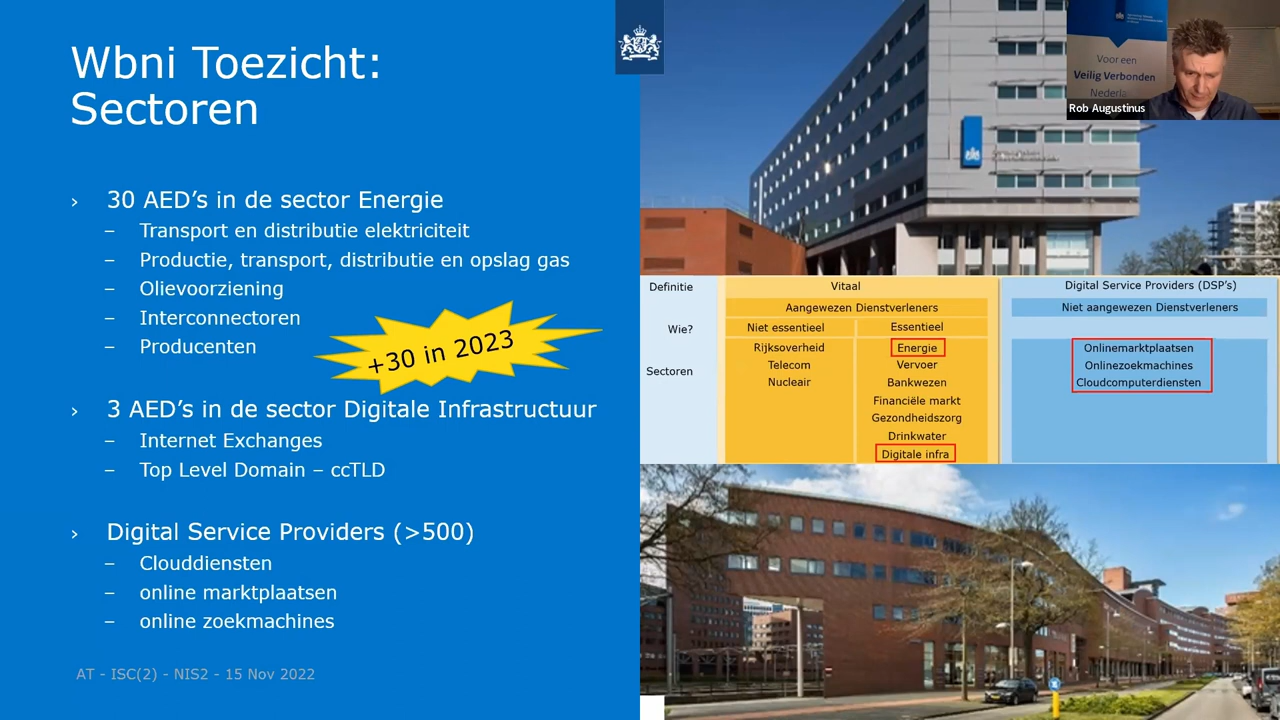 Wbni Toezicht:
Sectoren
› 30 AED’s in de sector Energie
– Transport en distributie elektriciteit
– Productie, transport, distributie en opslag gas
– Olievoorziening
– Interconnectoren
– Producenten
+30 in 2023
› 3 AED’s in de sector Digitale Infrastructuur
– Internet Exchanges
– Top Level Domain – ccTLD
› Digital Service Providers (>500)
– Clouddiensten
– online marktplaatsen
– online zoekmachines
AT - ISC(2) - NIS2 - 15 Nov 2022
Voor een
Veilig Verbonden
Rob Augustinus
Definitie
Vitaal
Digital Service Providers (DSP’s)
Aangewezen Dienstverleners
Niet aangewezen Dienstverleners
Wie?
Niet essentieel
Essentieel
Sectoren
Rijksoverheid
Telecom
Nucleair
Energie
Vervoer
Bankwezen
Financiële markt
Gezondheidszorg
Drinkwater
Digitale infra
Onlinemarktplaatsen
Onlinezoekmachines
Cloudcomputerdiensten